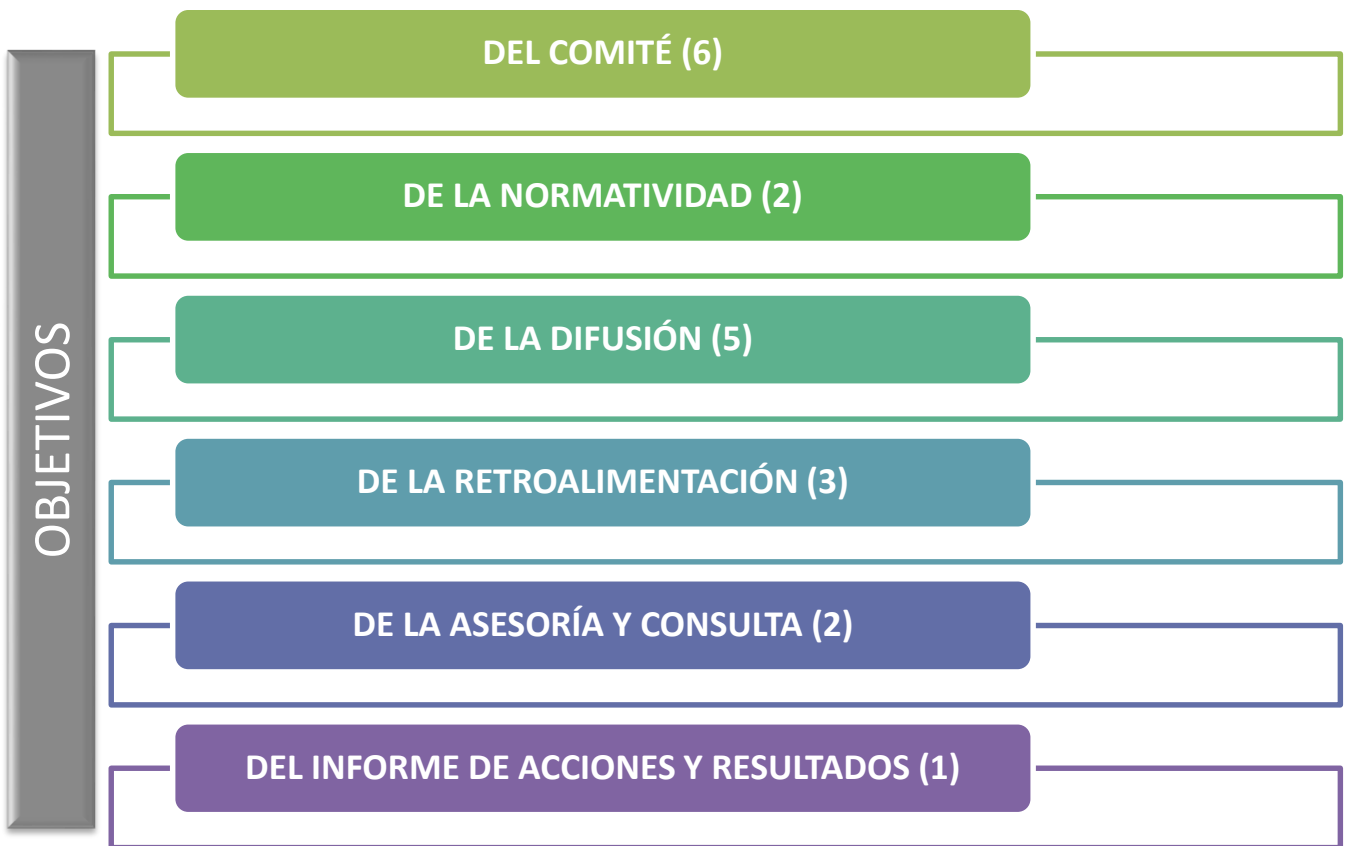 OBJETIVOS
DEL COMITÉ (6)
DE LA NORMATIVIDAD (2)
DE LA DIFUSIÓN (5)
DE LA RETROALIMENTACIÓN (3)
DE LA ASESORÍA Y CONSULTA (2)
DEL INFORME DE ACCIONES Y RESULTADOS (1)